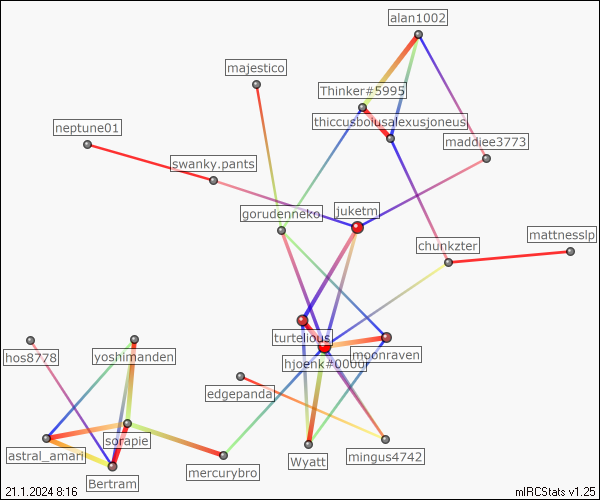 alan1002
majestico
Thinker#5995
thiccusboiusalexusjoneus
neptune01
maddiee3773
swanky.pants
gorudenneko
juketm
mattnesslp
chunkzter
turtelious
hos8778
yoshimanden
moonraven
hjoenk#0000
edgepanda
sorapie
astral_amari
mingus4742
Wyatt
mercurybro
Bertram
21.1.2024 8:16
mIRCStats v1.25